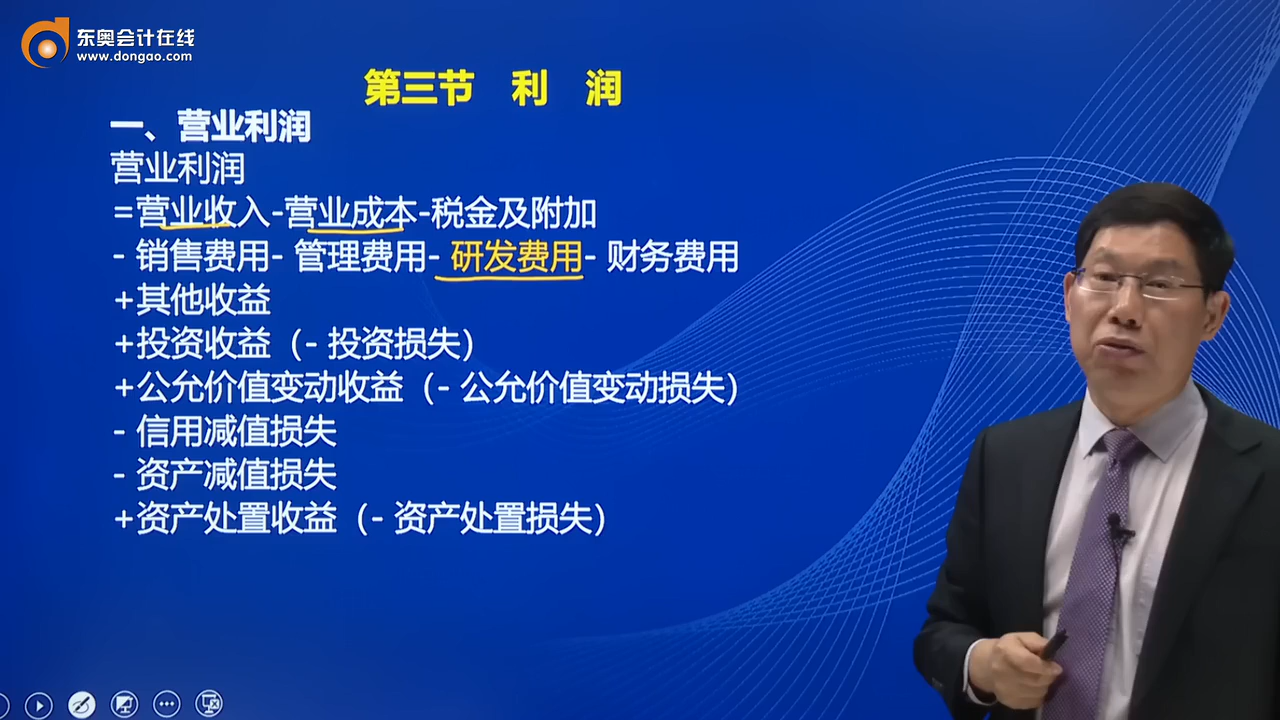 东奥会计在线
www.dongao.com
第三节 利 润
一、营业利润
营业利润
=营业收入-营业成本-税金及附加
- 销售费用- 管理费用- 研发费用- 财务费用
+其他收益
+投资收益（- 投资损失）
+公允价值变动收益（- 公允价值变动损失）
- 信用减值损失
- 资产减值损失
+资产处置收益（- 资产处置损失）